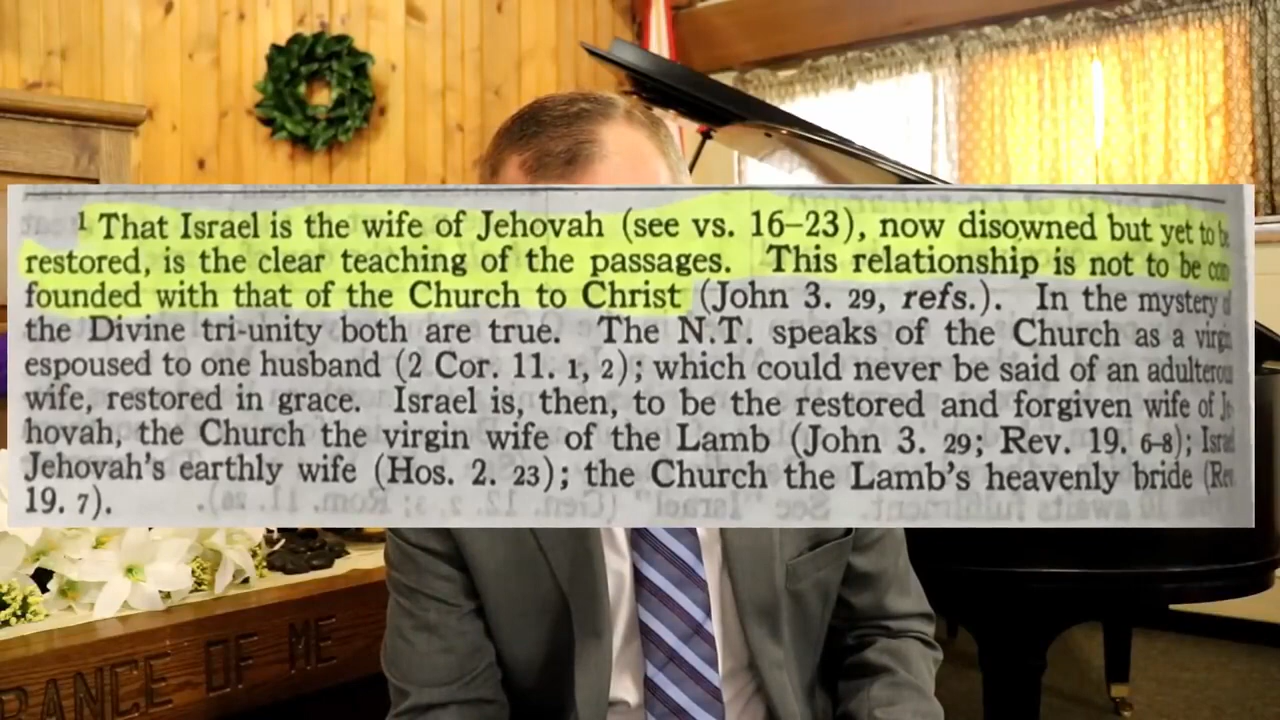 1 That Israel is the wife of Jehovah (see vs. 16–23), now disowned but yet to be
restored, is the clear teaching of the passages. This relationship is not to be con
founded with that of the Church to Christ (John 3. 29, refs.). In the mystery of
the Divine tri-unity both are true. The N.T. speaks of the Church as a virgin
espoused to one husband (2 Cor. 11. 1, 2); which could never be said of an adulterous
wife, restored in grace. Israel is, then, to be the restored and forgiven wife of Je
hovah, the Church the virgin wife of the Lamb (John 3. 29; Rev. 19. 6–8); Israel
Jehovah's earthly wife (Hos. 2. 23); the Church the Lamb's heavenly bride (Rev.
19. 7).
RANCE OF ME